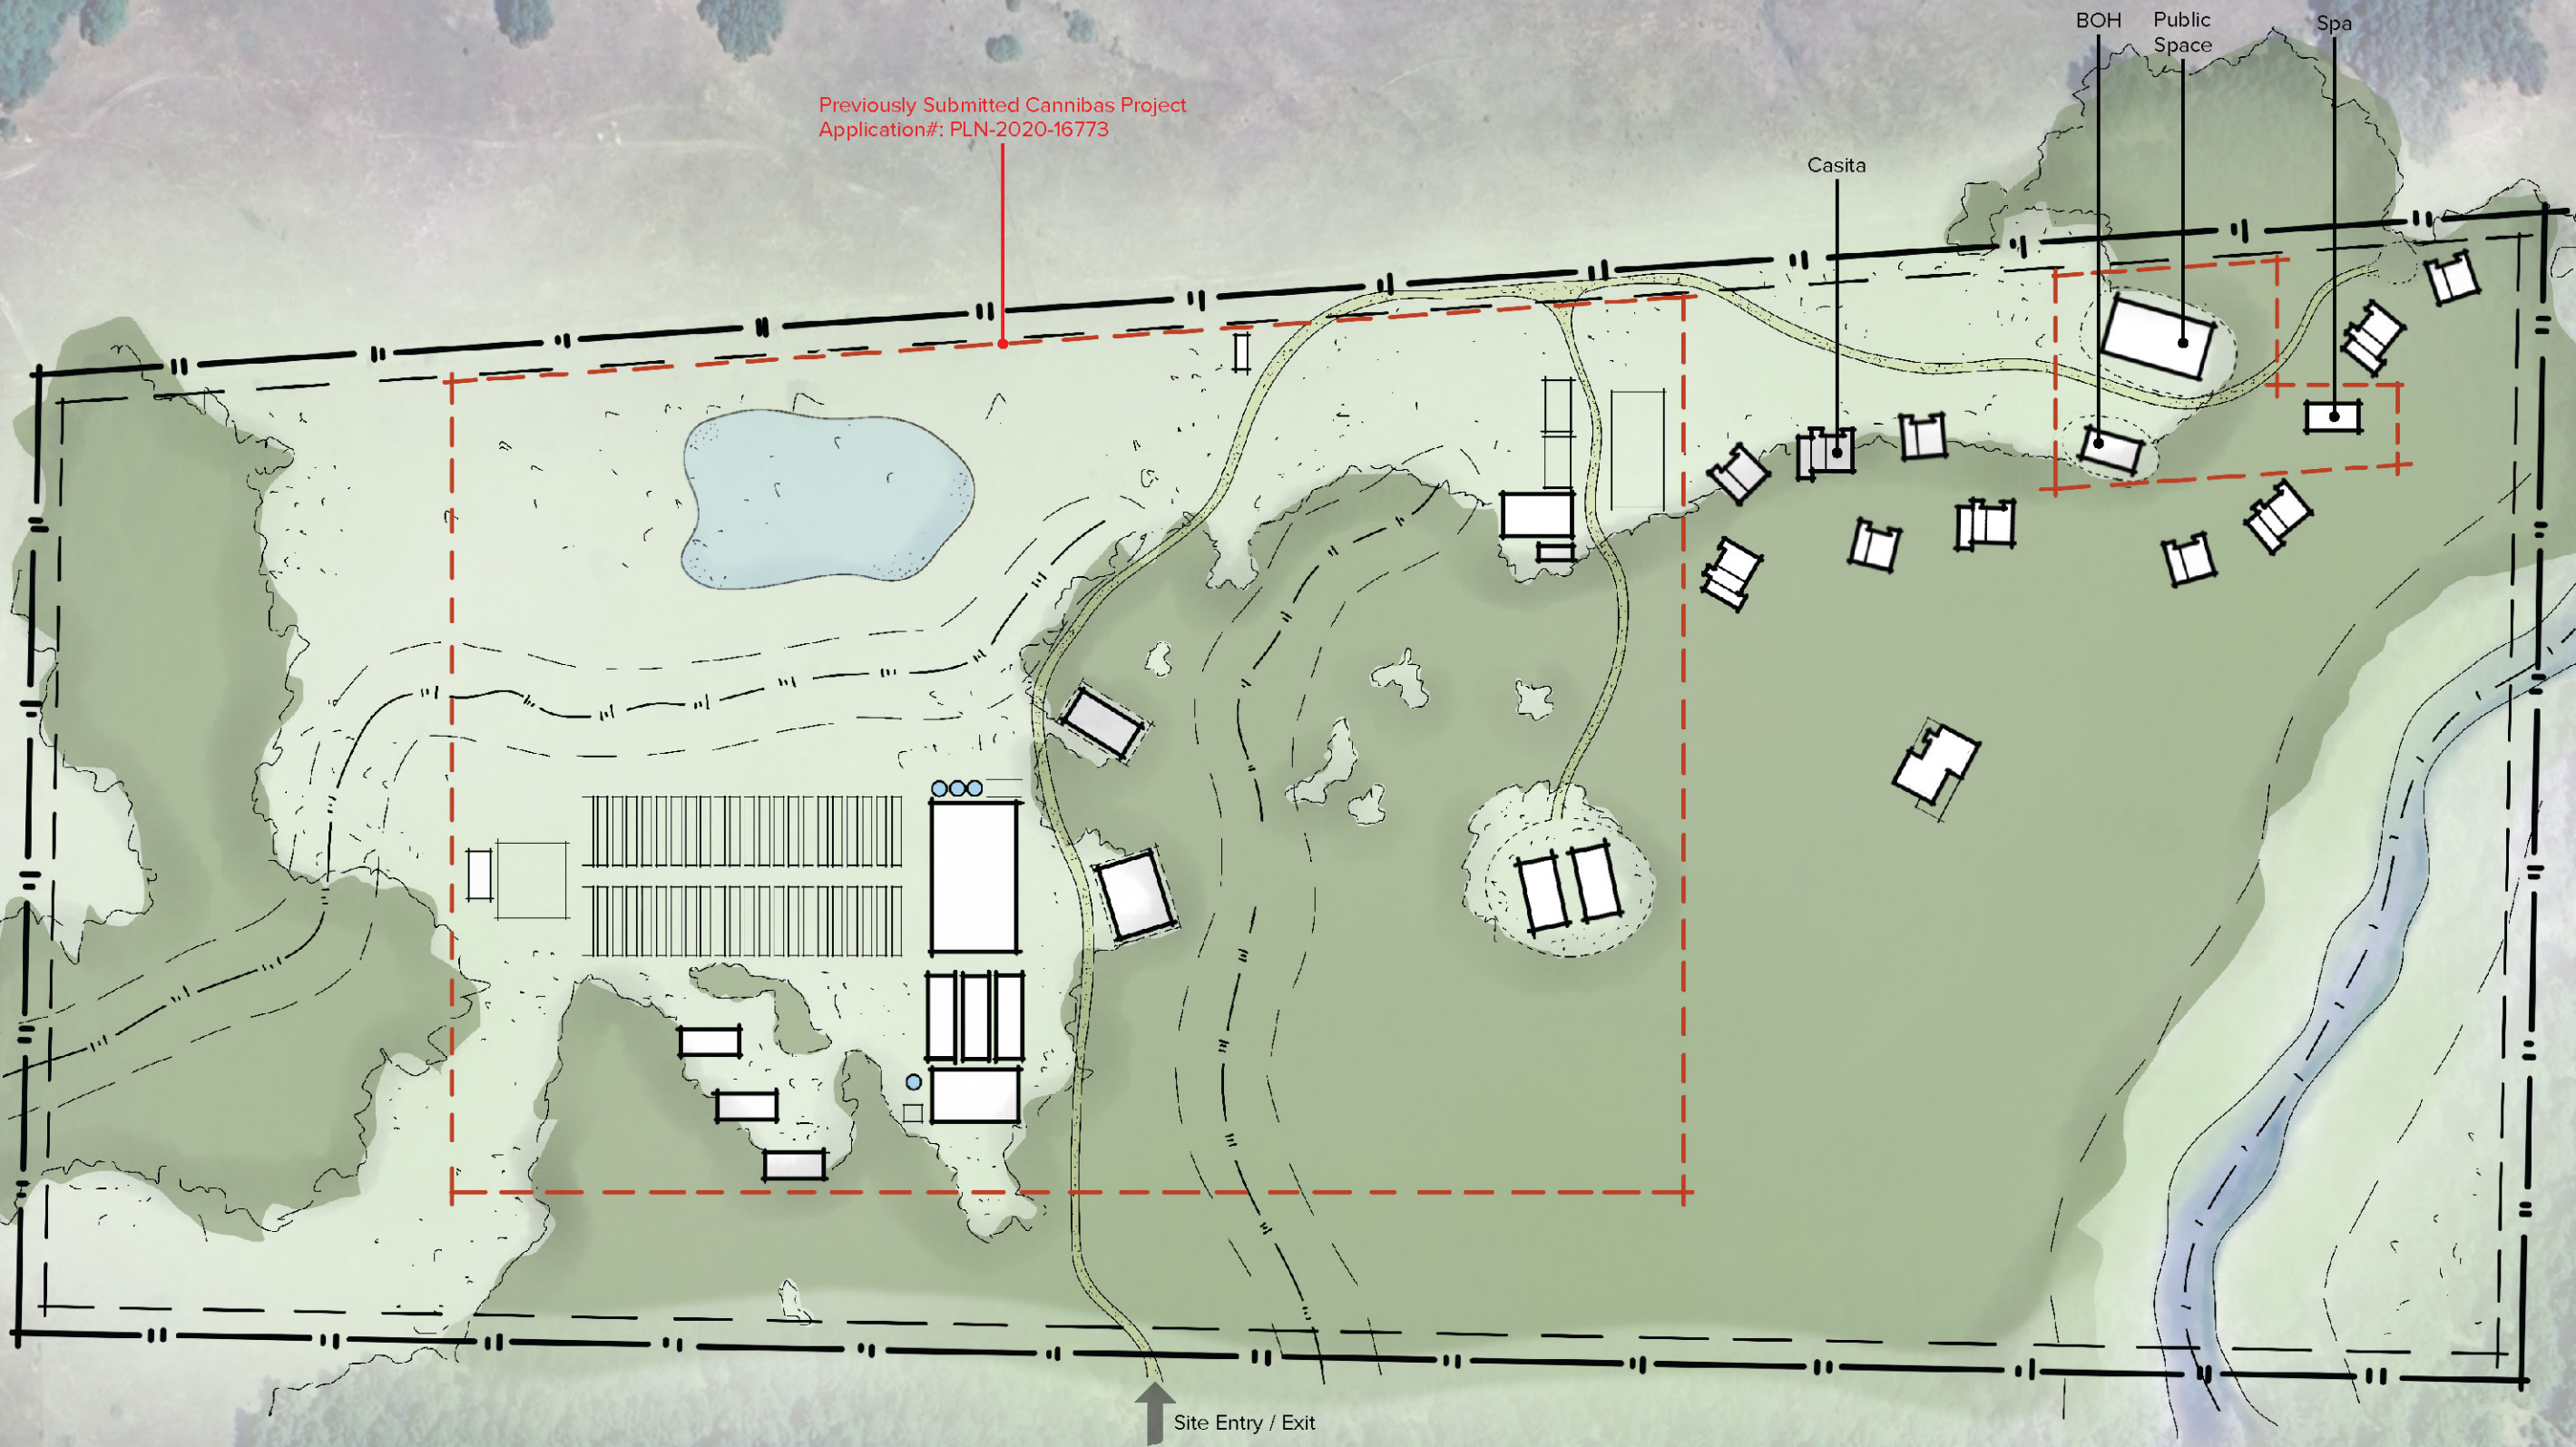 BOH
Public
Space
Spa
Previously Submitted Cannibas Project
Application#: PLN-2020-16773
Casita
Site Entry / Exit